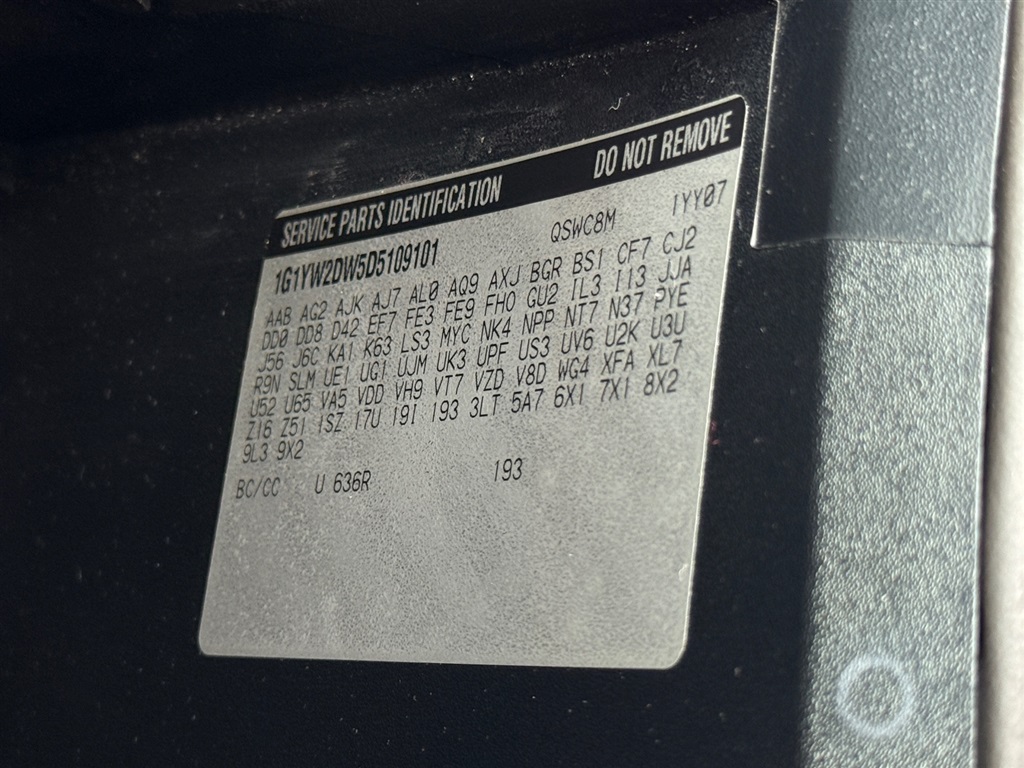 SERVICE PARTS IDENTIFICATION DO NOT REMOVE
1G1YW2DW5D5109101 QSWC8M 1YY07
AAB AG2 AJK AJ7 AL0 AQ9 AXJ BGR BS1 CF7 CJ2
DD0 DD8 D42 EF7 FE3 FE9 FHO GU2 IL3 I13 JJA
J56 J6C KA1 K63 LS3 MYC NK4 NPP NT7 N37 PYE
R9N SLM UE1 UG1 UJM UK3 UPF US3 UV6 U2K U3U
U52 U65 VA5 VDD VH9 VT7 VZD V8D WG4 XFA XL7
Z16 Z51 1SZ 17U 19I 193 3LT 5A7 6X1 7X1 8X2
9L3 9X2
BC/CC U 636R 193